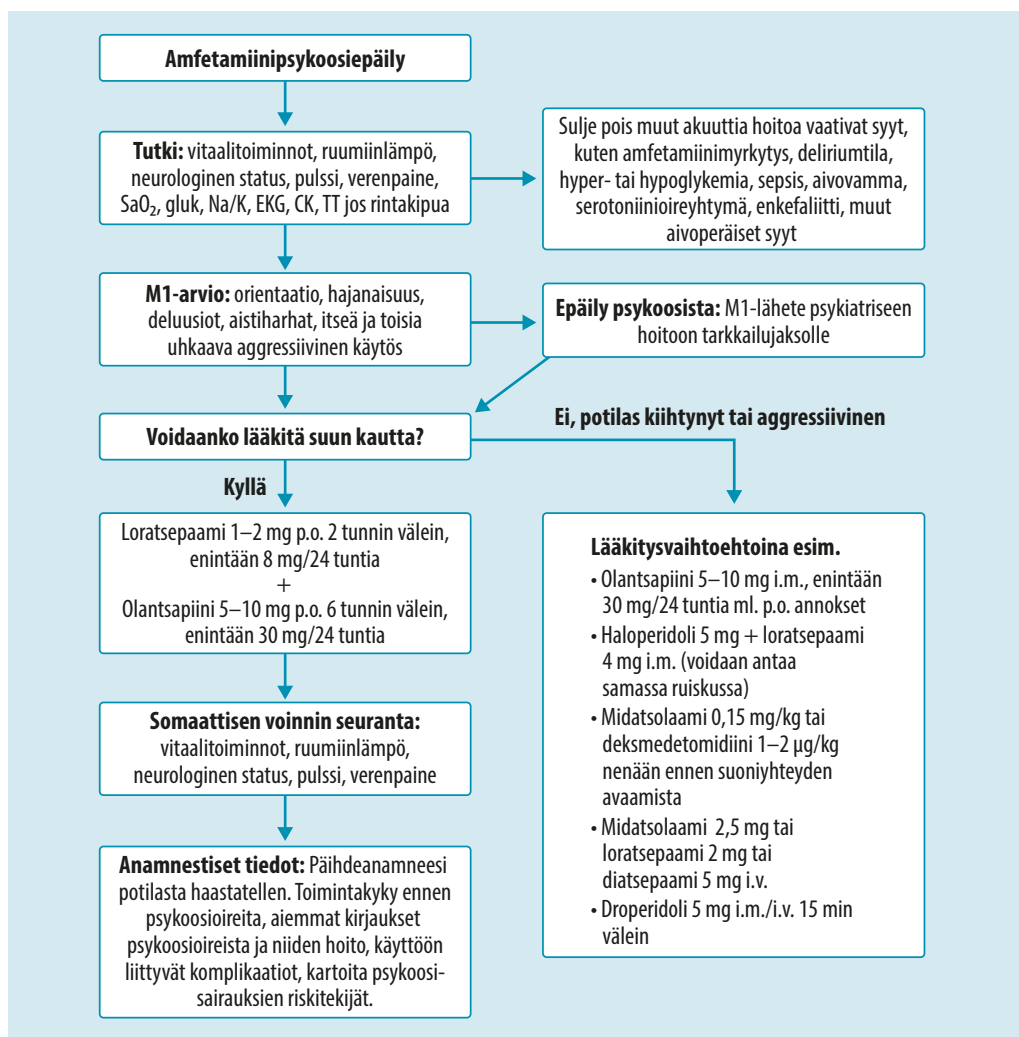 Amfetamiinipsykoosiepäily
Tutki: vitaalitoiminnot, ruumiinlämpö,
neurologinen status, pulssi, verenpaine,
SaO₂, gluk, Na/K, EKG, CK, TT jos rintakipua
Sulje pois muut akuuttia hoitoa vaativat syyt,
kuten amfetamiinimyrkytys, deliriumtila,
hyper- tai hypoglykemia, sepsis, aivovamma,
serotoniinioireyhtymä, enkefaliitti, muut
aivoperäiset syyt
M1-arvio: orientaatio, hajanaisuus,
deluusiot, aistiharhat, itseä ja toisia
uhkaava aggressiivinen käytös
Epäily psykoosista: M1-lähete psykiatriseen
hoitoon tarkkailujaksolle
Voidaanko lääkitä suun kautta?
Ei, potilas kiihtynyt tai aggressiivinen
Kyllä
Loratsepaami 1–2 mg p.o. 2 tunnin välein,
enintään 8 mg/24 tuntia
+
Olantsapiini 5–10 mg p.o. 6 tunnin välein,
enintään 30 mg/24 tuntia
Somaattisen voinnin seuranta:
vitaalitoiminnot, ruumiinlämpö,
neurologinen status, pulssi, verenpaine
Anamnestiset tiedot: Päihdeanamneesi
potilasta haastatellen. Toimintakyky ennen
psykoosioireita, aiemmat kirjaukset
psykoosioireista ja niiden hoito, käyttöön
liittyvät komplikaatiot, kartoita psykoosi-
sairauksien riskitekijät.
Lääkitysvaihtoehtoina esim.
• Olantsapiini 5–10 mg i.m., enintään
30 mg/24 tuntia ml. p.o. annokset
• Haloperidoli 5 mg + loratsepaami
4 mg i.m. (voidaan antaa
samassa ruiskussa)
• Midatsolaami 0,15 mg/kg tai
deksmedetomidiini 1–2 µg/kg
nenään ennen suoniyhteyden
avaamista
• Midatsolaami 2,5 mg tai
loratsepaami 2 mg tai
diatsepaami 5 mg i.v.
• Droperidoli 5 mg i.m./i.v. 15 min
välein